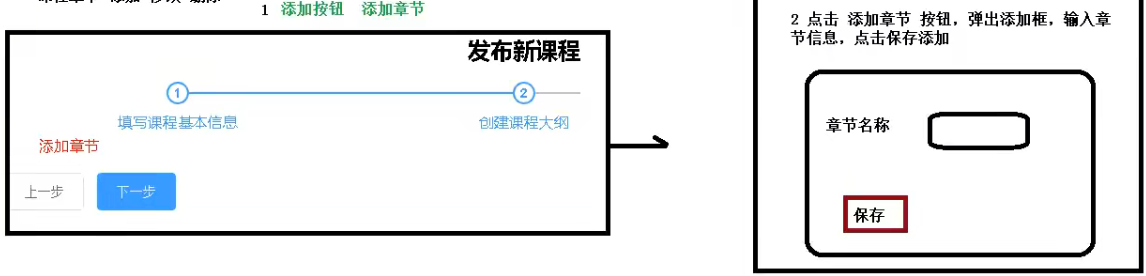 1 添加按钮 添加章节
发布新课程
1
2
填写课程基本信息
创建课程大纲
添加章节
上一步
下一步
2 点击 添加章节 按钮，弹出添加框，输入章
节信息，点击保存添加
章节名称
保存